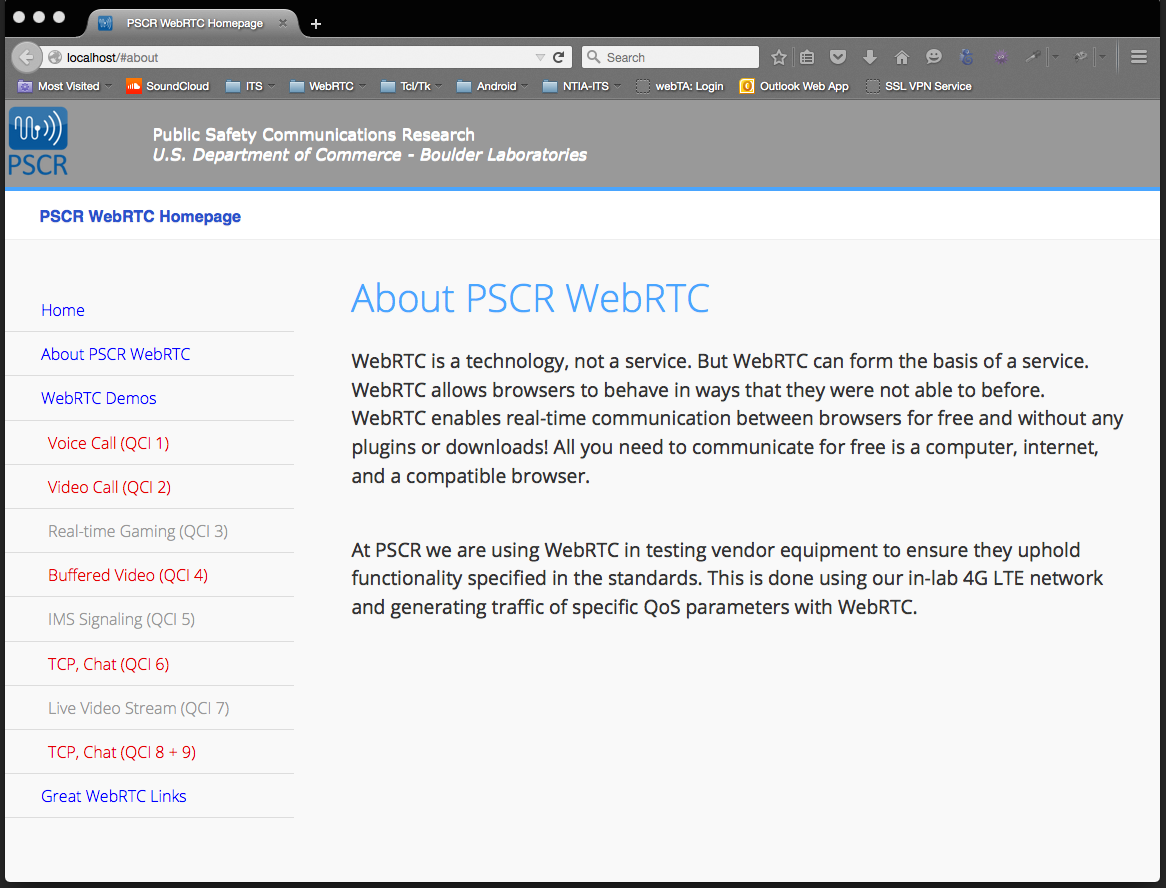 PSCR WebRTC Homepage
localhost/#about
Search
Most Visited
SoundCloud
ITS
WebRTC
Tcl/Tk
Android
NTIA-ITS
webTA: Login
Outlook Web App
SSL VPN Service
PSCR
Public Safety Communications Research
U.S. Department of Commerce - Boulder Laboratories
PSCR WebRTC Homepage
Home
About PSCR WebRTC
WebRTC Demos
Voice Call (QCI 1)
Video Call (QCI 2)
Real-time Gaming (QCI 3)
Buffered Video (QCI 4)
IMS Signaling (QCI 5)
TCP, Chat (QCI 6)
Live Video Stream (QCI 7)
TCP, Chat (QCI 8 + 9)
Great WebRTC Links
About PSCR WebRTC
WebRTC is a technology, not a service. But WebRTC can form the basis of a service.
WebRTC allows browsers to behave in ways that they were not able to before.
WebRTC enables real-time communication between browsers for free and without any
plugins or downloads! All you need to communicate for free is a computer, internet,
and a compatible browser.
At PSCR we are using WebRTC in testing vendor equipment to ensure they uphold
functionality specified in the standards. This is done using our in-lab 4G LTE network
and generating traffic of specific QoS parameters with WebRTC.